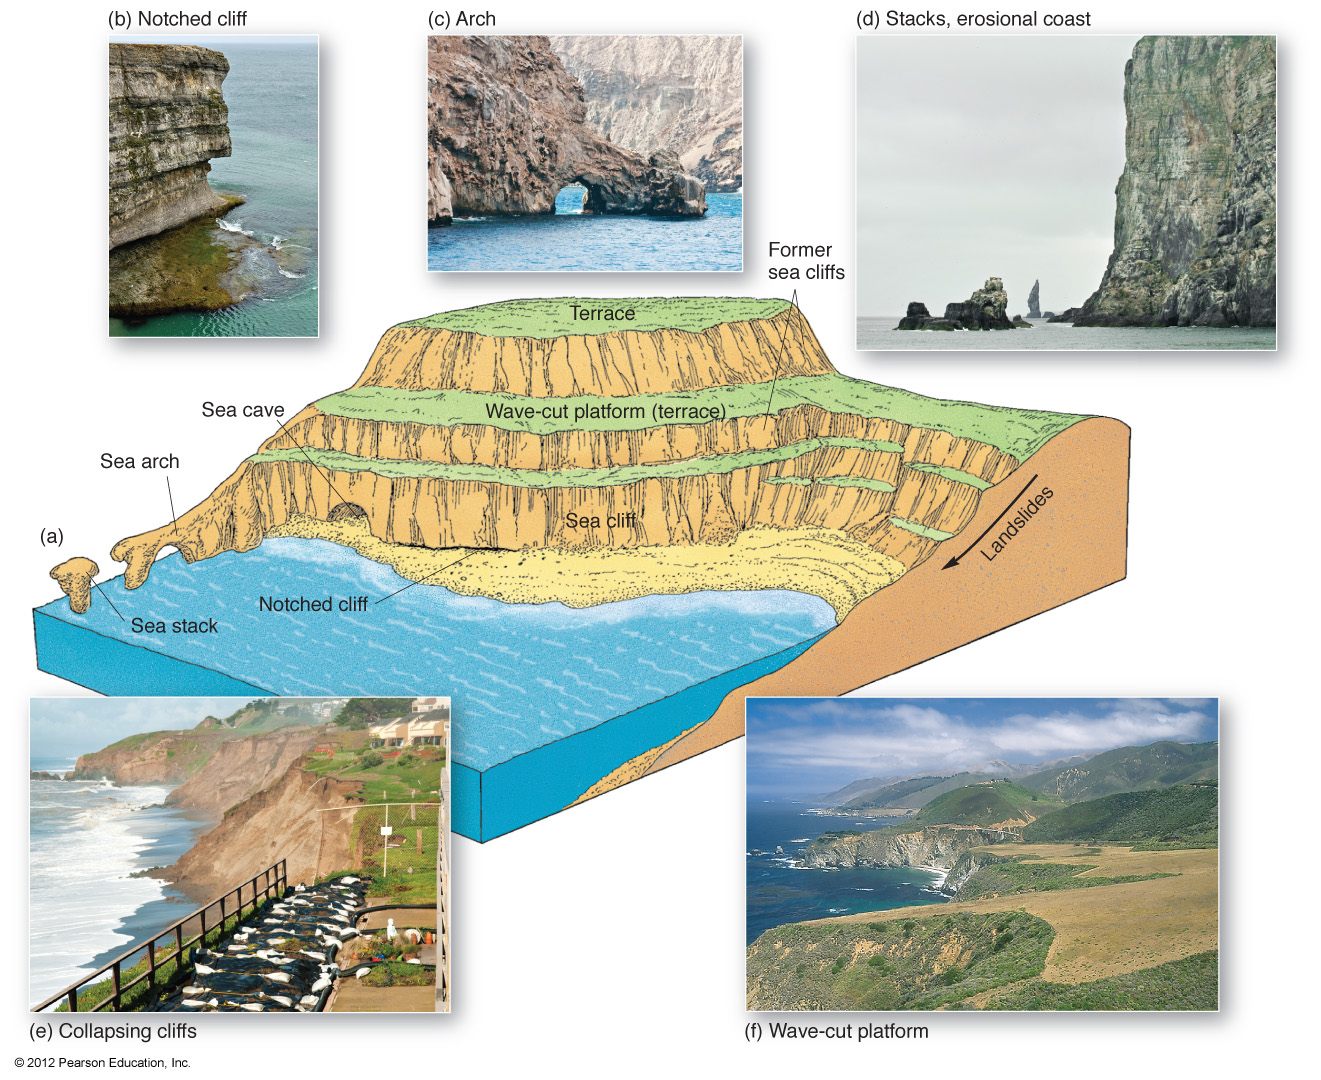 (b) Notched cliff
(c) Arch
(d) Stacks, erosional coast
Former
sea cliffs
Terrace
Wave-cut platform (terrace)
Sea cave
Sea arch
(a)
Sea cliff
Landslides
Notched cliff
Sea stack
(e) Collapsing cliffs
(f) Wave-cut platform
© 2012 Pearson Education, Inc.